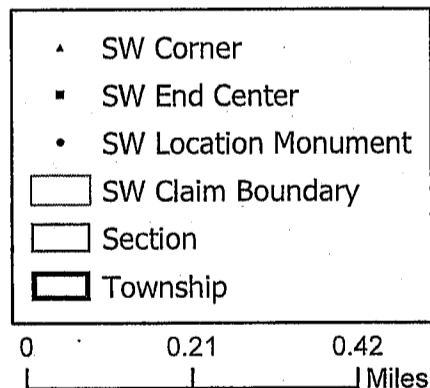 SW Corner
SW End Center
SW Location Monument
SW Claim Boundary
Section
Township
0 0.21 0.42
Miles